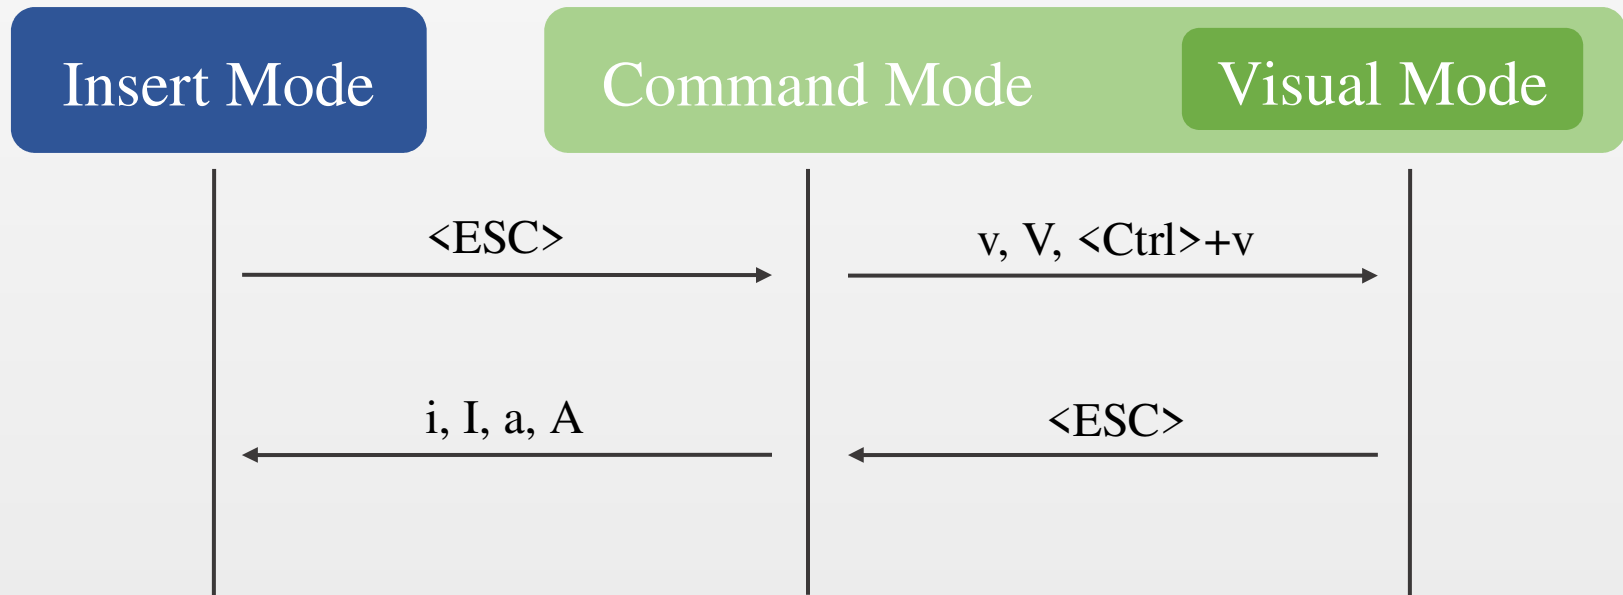 Insert Mode
Command Mode
Visual Mode
<ESC>
v, V, <Ctrl>+v
i, I, a, A
<ESC>